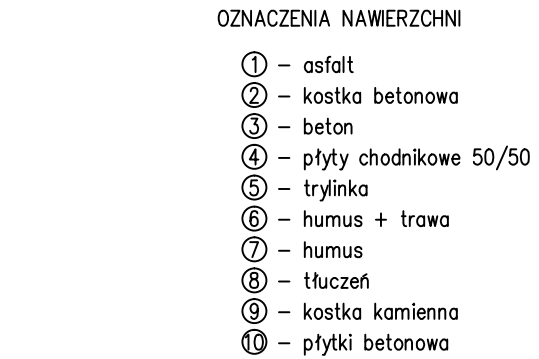 OZNACZENIA NAWIERZCHNI
① – asfalt
② – kostka betonowa
③ – beton
④ – płyty chodnikowe 50/50
⑤ – trylinka
⑥ – humus + trawa
⑦ – humus
⑧ – tłuczeń
⑨ – kostka kamienna
⑩ – płytki betonowa